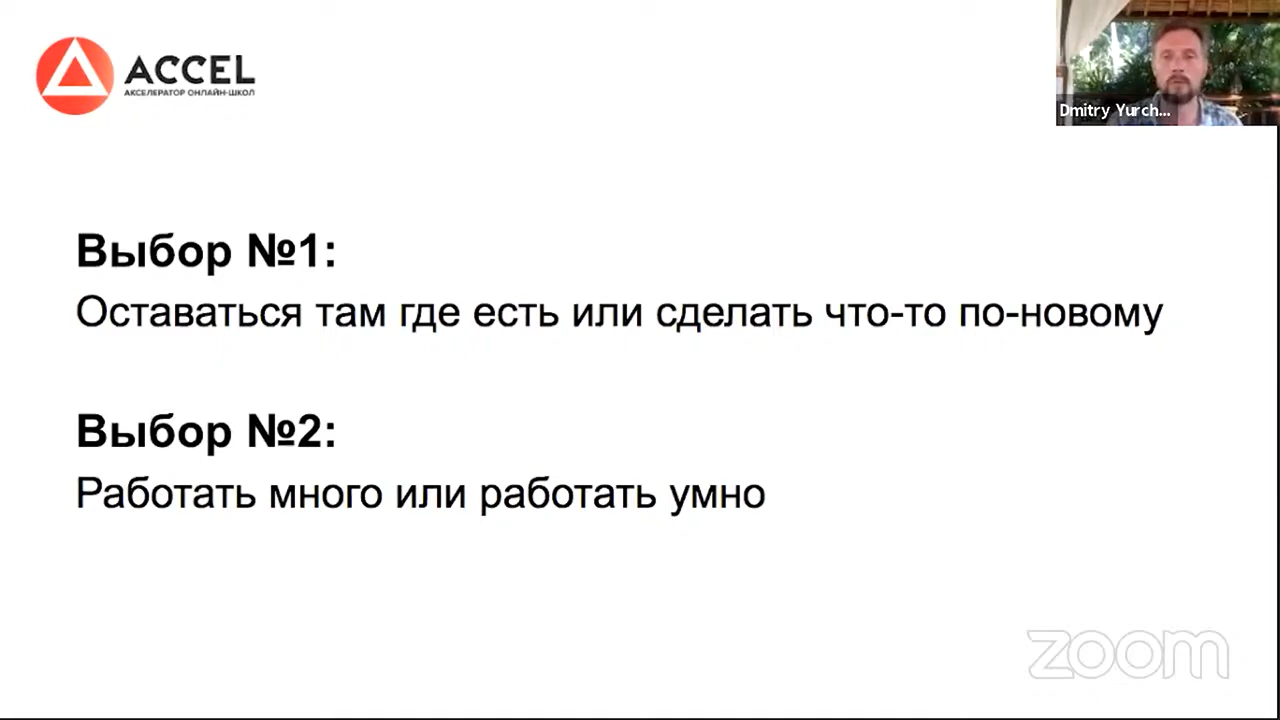 ACCEL
АКСЕЛЕРАТОР ОНЛАЙН-ШКОЛ
Dmitry Yurch...
Выбор №1:
Оставаться там где есть или сделать что-то по-новому
Выбор №2:
Работать много или работать умно
zoom